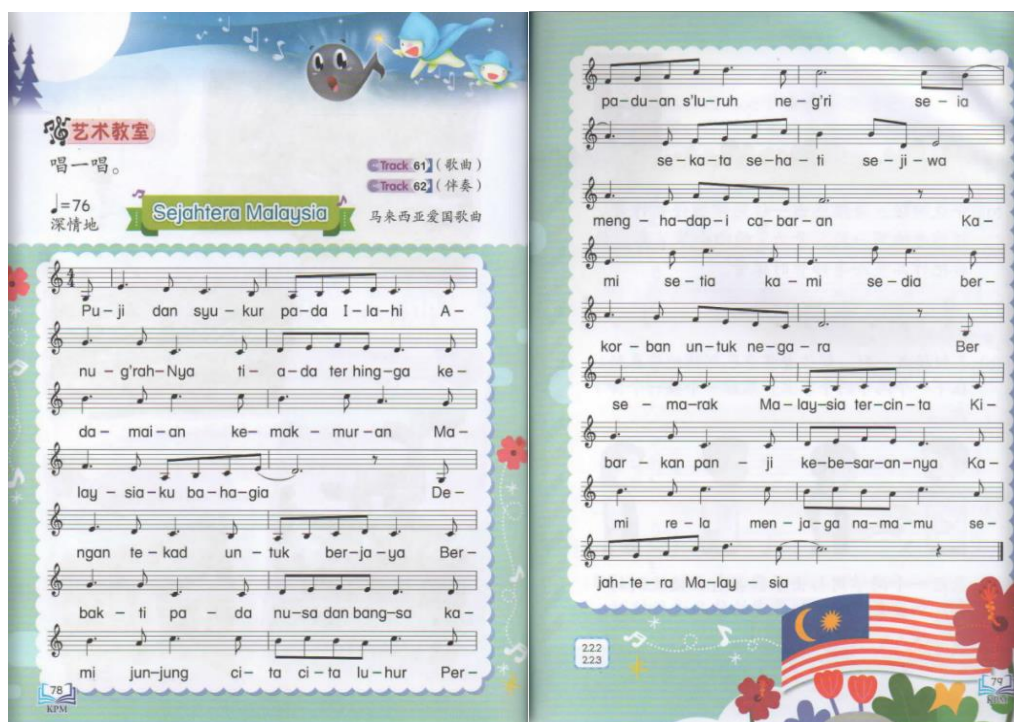 艺术教室
唱一唱。
Track 61 (歌曲)
Track 62 (伴奏)
♩=76
深情地
Sejahtera Malaysia
马来西亚爱国歌曲
4
4
Pu – ji dan syu – kur pa – da I – la – hi A –
nu – g'rah – Nya ti – a – da ter hing – ga ke –
da – mai – an ke – mak – mur – an Ma –
lay – sia – ku ba – ha – gia De –
ngan te – kad un – tuk ber – ja – ya Ber –
bak – ti pa – da nu – sa dan bang – sa ka –
mi jun – jung ci – ta ci – ta lu – hur Per –
78
KPM
pa – du – an s'lu – ruh ne – g'ri se – ia
se – ka – ta se – ha – ti se – ji – wa
meng – ha – dap – i ca – bar – an Ka –
mi se – tia ka – mi se – dia ber –
kor – ban un – tuk ne – ga – ra Ber
se – ma – rak Ma – lay – sia ter – cin – ta Ki –
bar – kan pan – ji ke – be – sar – an – nya Ka –
mi re – la men – ja – ga na – ma – mu se –
jah – te – ra Ma – lay – sia
2.2.2
2.2.3
79
KPM